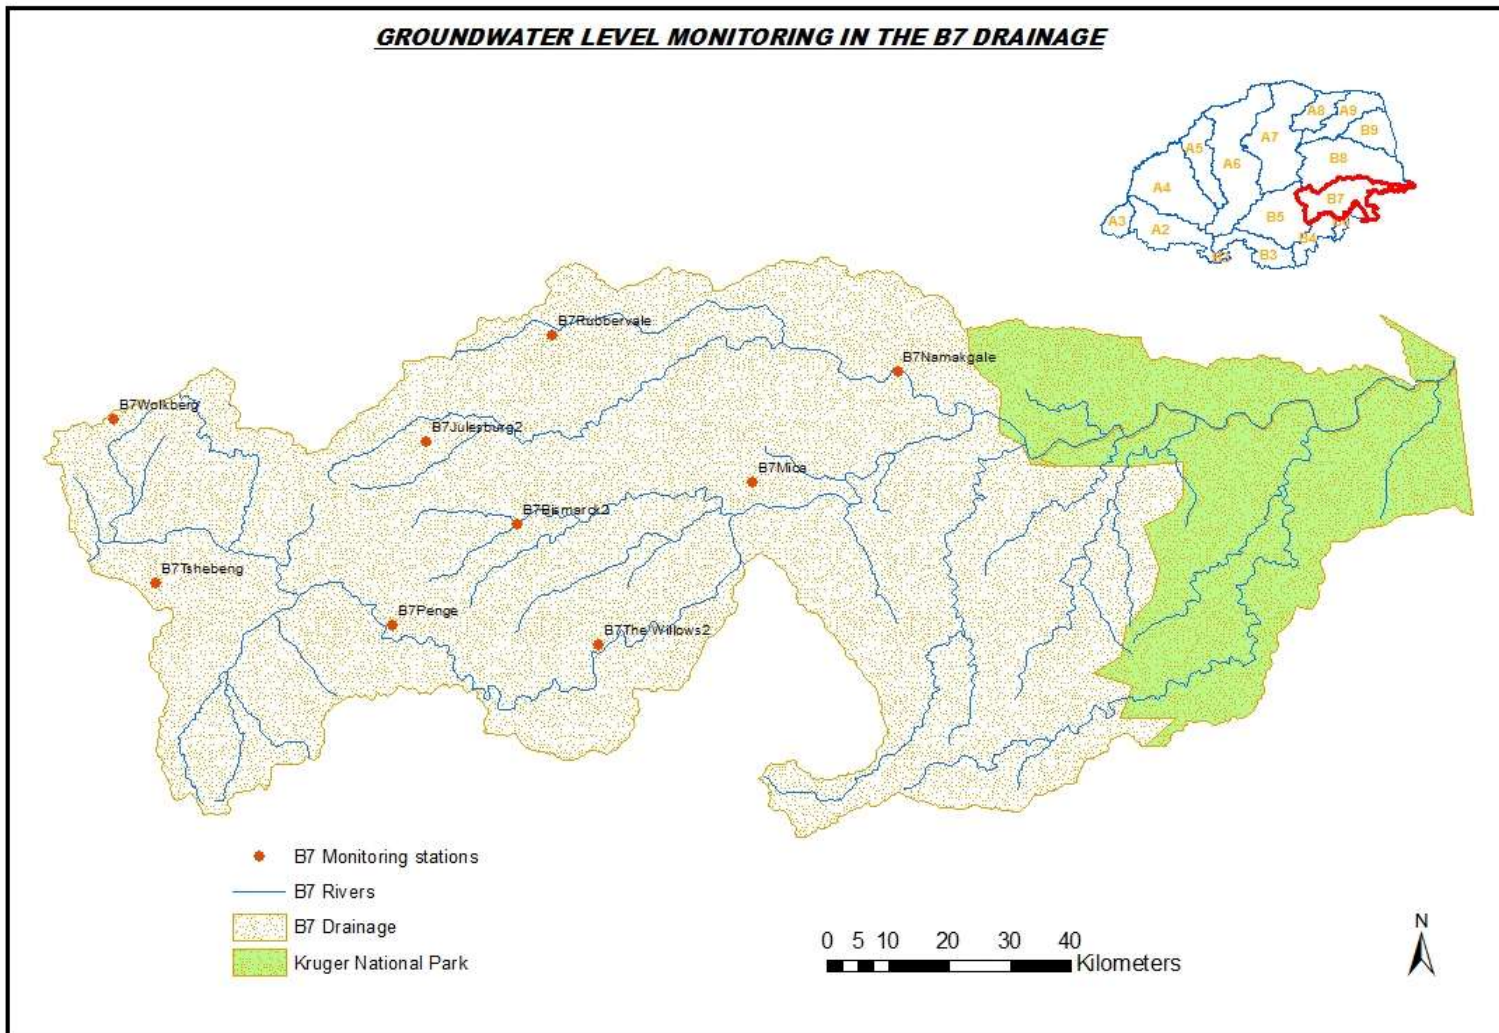 GROUNDWATER LEVEL MONITORING IN THE B7 DRAINAGE
A8
A9
A7
B9
A5
A6
B8
A4
B7
B5
A3
A2
B4
B3
B7Rubbervale
B7Namakgale
B7Wolkberg
B7Julesburg2
B7Mica
B7Bismarck2
B7Tshebeng
B7Penge
B7The Willows2
B7 Monitoring stations
B7 Rivers
B7 Drainage
Kruger National Park
0 5 10 20 30 40
Kilometers
N